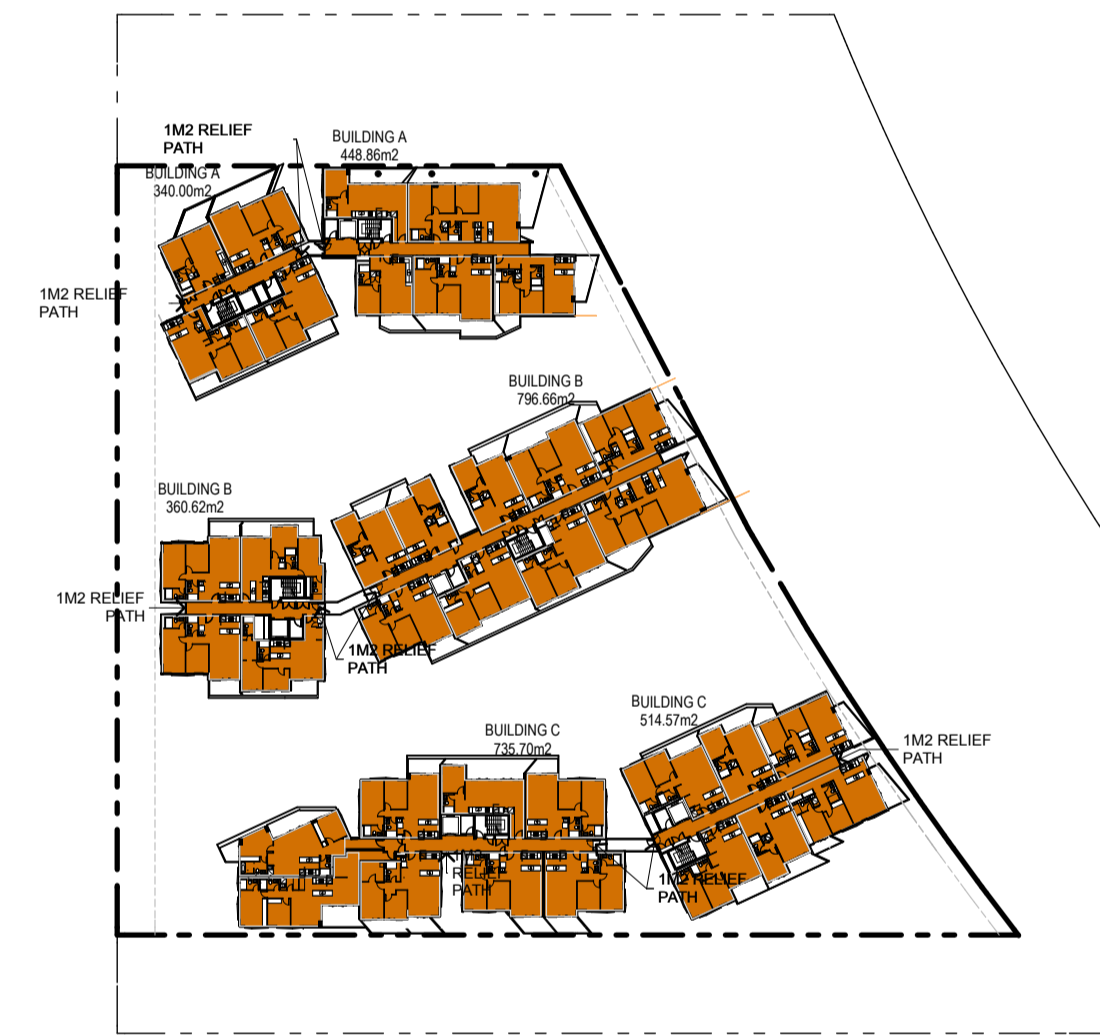 1M2 RELIEF
PATH
BUILDING A
448.86m2
BUILDING A
340.00m2
1M2 RELIEF
PATH
BUILDING B
796.66m2
BUILDING B
360.62m2
1M2 RELIEF
PATH
1M2 RELIEF
PATH
BUILDING C
514.57m2
BUILDING C
735.70m2
1M2 RELIEF
PATH
1M2
RELIEF
PATH
1M2 RELIEF
PATH